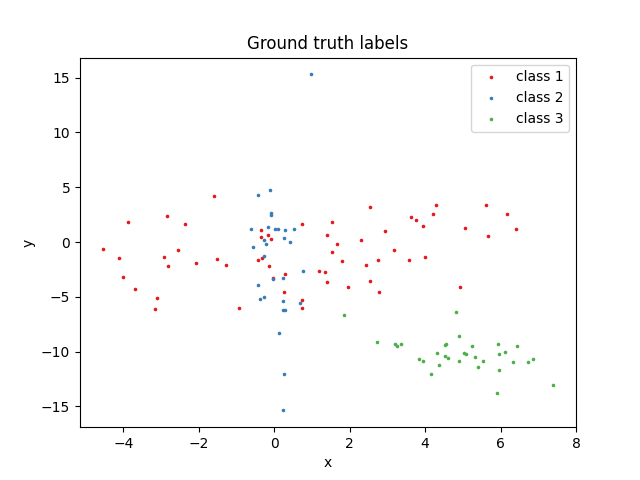 Ground truth labels
class 1
class 2
class 3
15
10
5
0
−5
−10
−15
y
−4 −2 0 2 4 6 8
x